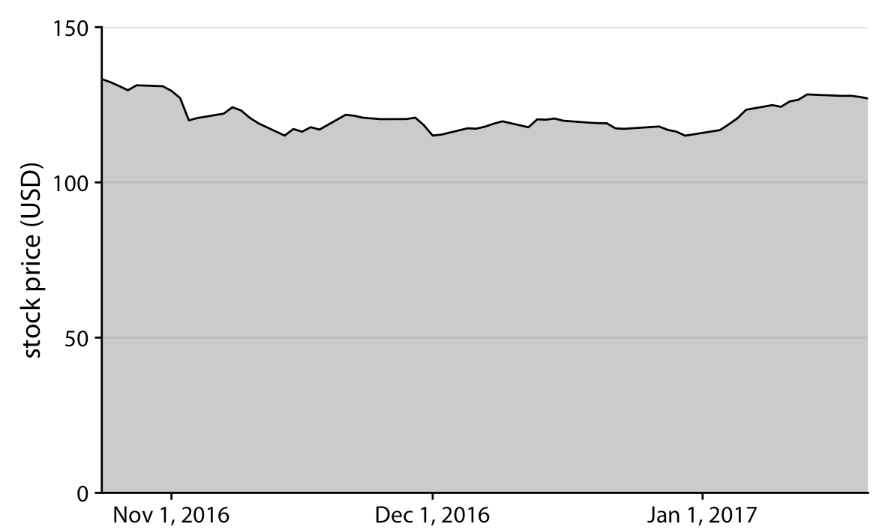 150
100
50
0
stock price (USD)
Nov 1, 2016
Dec 1, 2016
Jan 1, 2017